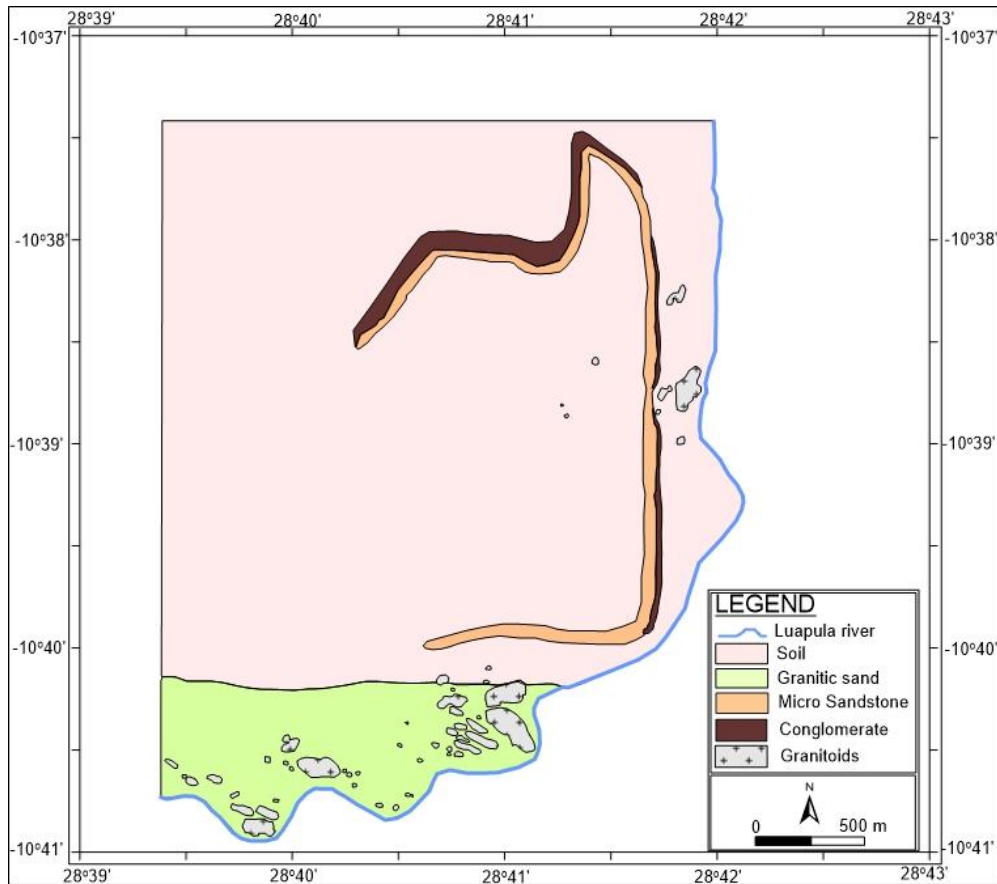 28°39' 28°40' 28°41' 28°42' 28°43'
-10°37' -10°37'
-10°38' -10°38'
-10°39' -10°39'
-10°40' -10°40'
-10°41' -10°41'
28°39' 28°40' 28°41' 28°42' 28°43'
LEGEND
Luapula river
Soil
Granitic sand
Micro Sandstone
Conglomerate
Granitoids
N
0 500 m